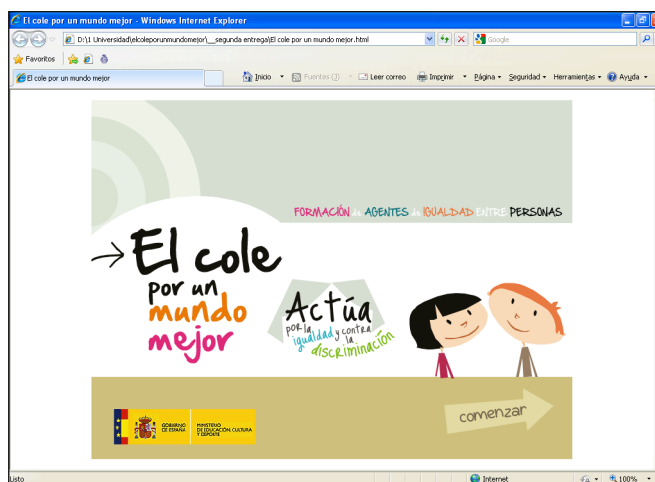 El cole por un mundo mejor - Windows Internet Explorer
D:\1 Universidad\elcoleporunmundomejor\__segunda entrega\El cole por un mundo mejor.html
Google
Favoritos
El cole por un mundo mejor
Inicio
Fuentes (J)
Leer correo
Imprimir
Página
Seguridad
Herramientas
Ayuda
FORMACIÓN de AGENTES de IGUALDAD ENTRE PERSONAS
El cole
por un
mundo
mejor
Actúa
por la
igualdad y contra
la
discriminación
GOBIERNO
DE ESPAÑA
MINISTERIO
DE EDUCACIÓN, CULTURA
Y DEPORTE
comenzar
Listo
Internet
100%